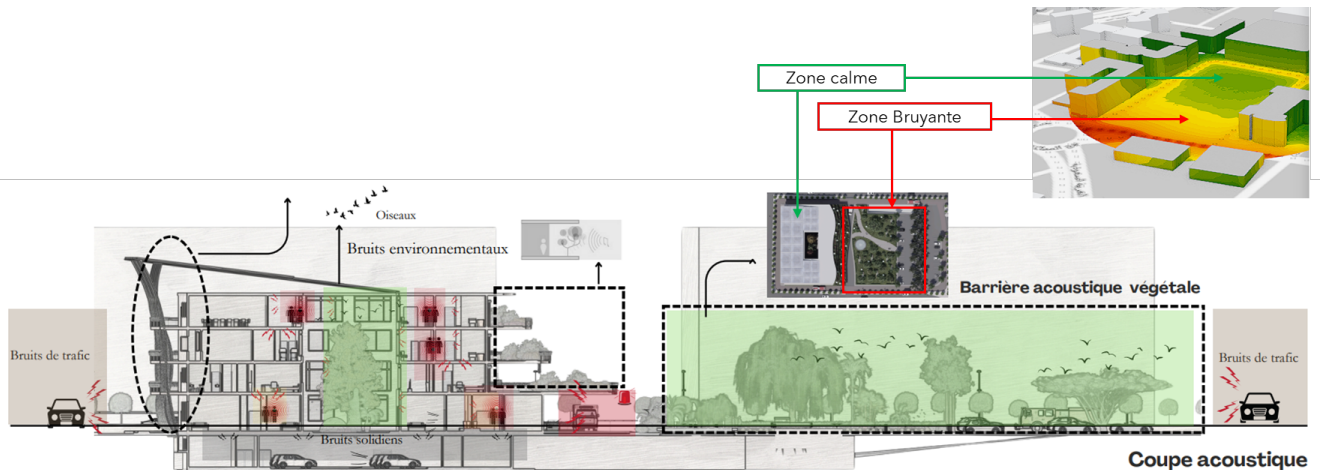 Zone calme
Zone Bruyante
Oiseaux
Bruits environnementaux
Barrière acoustique végétale
Bruits de trafic
Bruits de trafic
Bruits solidiens
Coupe acoustique